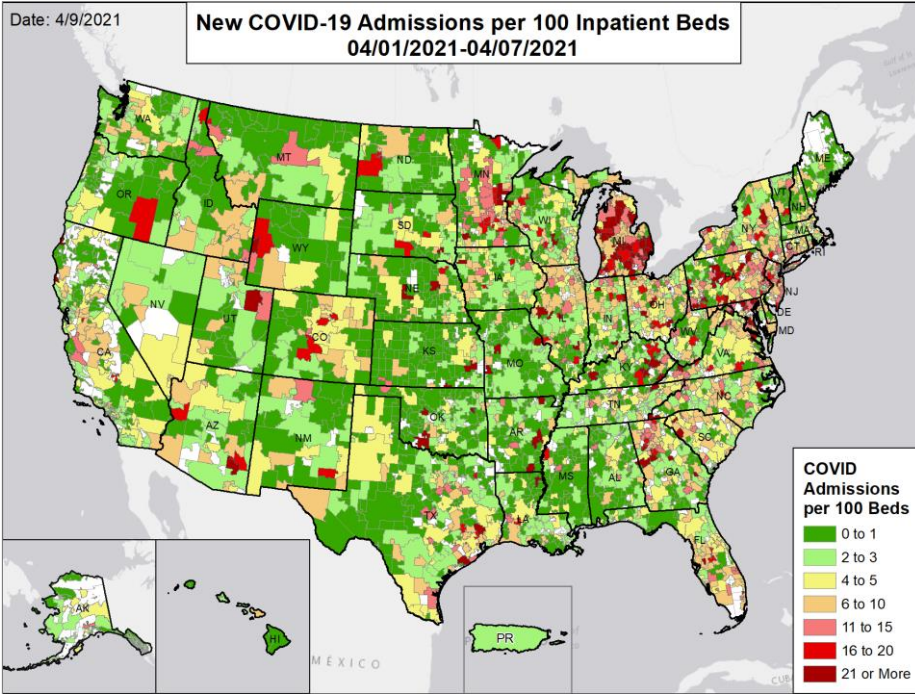 Date: 4/9/2021
New COVID-19 Admissions per 100 Inpatient Beds
04/01/2021-04/07/2021
WA
MT
ND
MN
ME
OR
ID
SD
WI
MI
VT
NH
NY
MA
CT
RI
WY
IA
NE
NV
UT
CO
IN
OH
NJ
DE
MD
CA
KS
MO
KY
WV
VA
AZ
NM
OK
AR
TN
NC
SC
MS
AL
GA
TX
LA
FL
AK
HI
PR
MÉXICO
COVID
Admissions
per 100 Beds
0 to 1
2 to 3
4 to 5
6 to 10
11 to 15
16 to 20
21 or More